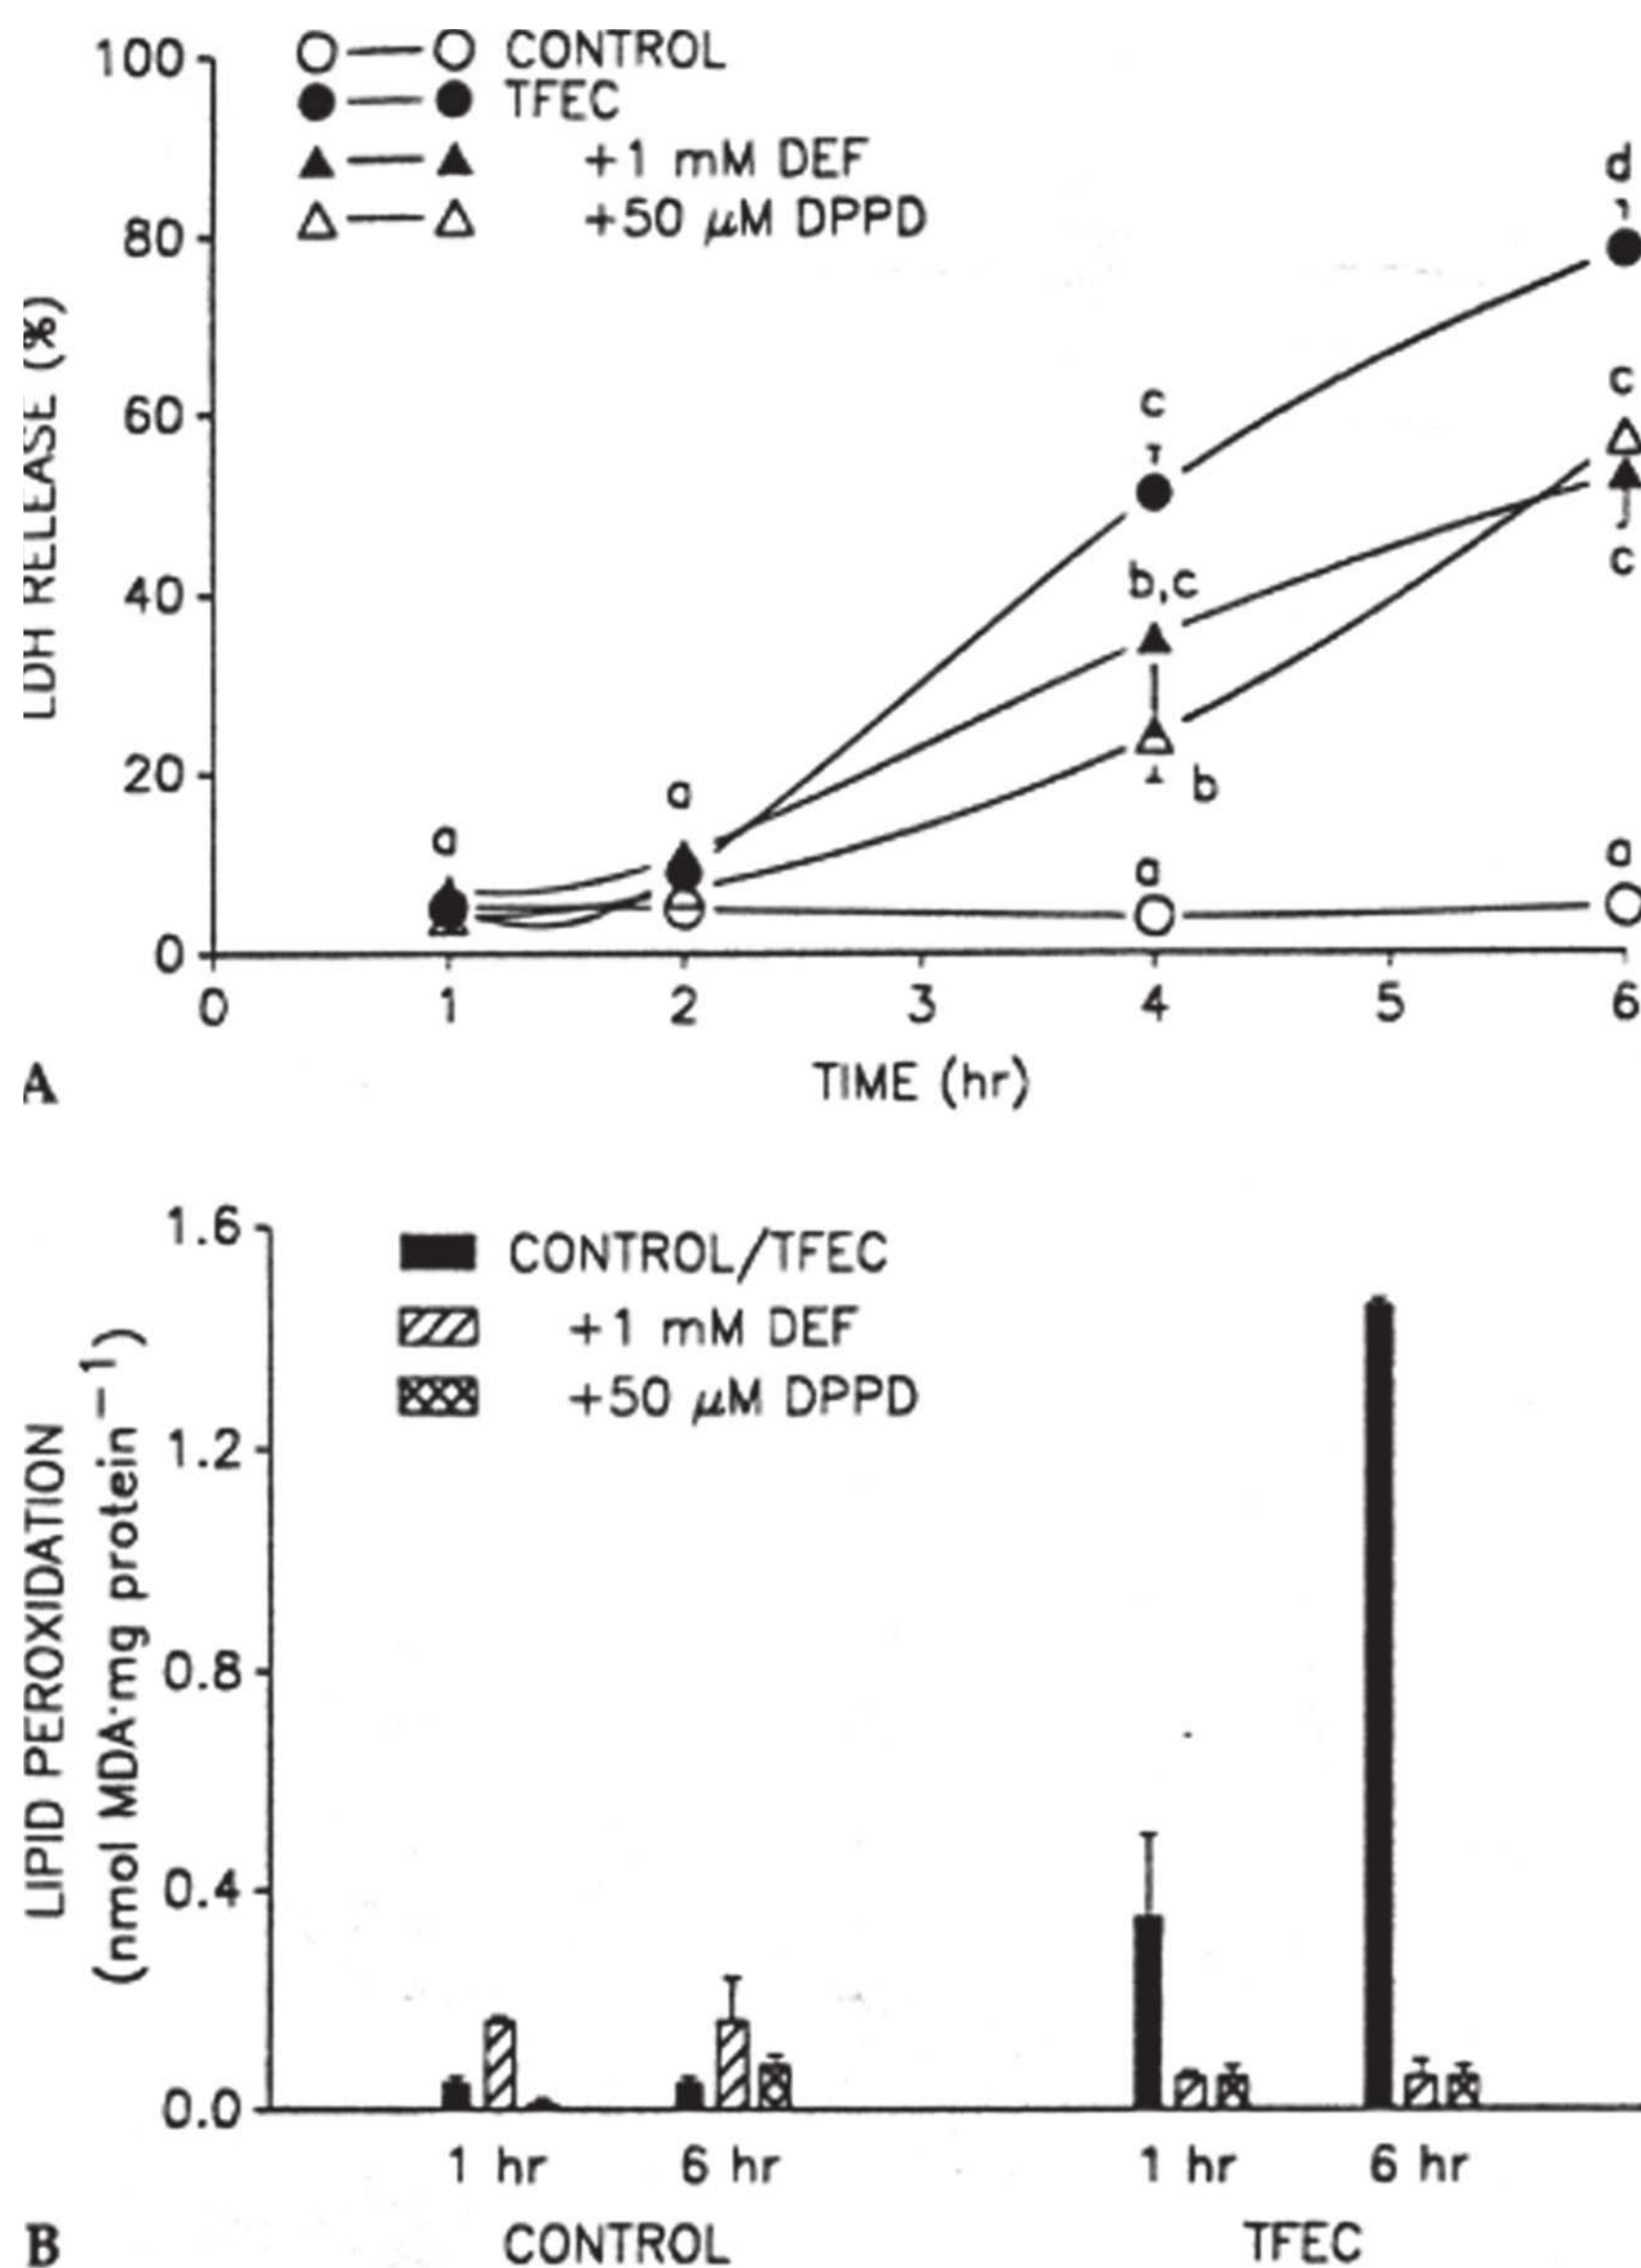 100
80
60
40
20
0
LDH RELEASE (%)
CONTROL
TFEC
+1 mM DEF
+50 μM DPPD
d
c
c
b,c
c
b
a
a
a
a
0 1 2 3 4 5 6
TIME (hr)
A
1.6
1.2
0.8
0.4
0.0
LIPID PEROXIDATION
(nmol MDA·mg protein⁻¹)
CONTROL/TFEC
+1 mM DEF
+50 μM DPPD
1 hr 6 hr 1 hr 6 hr
CONTROL TFEC
B